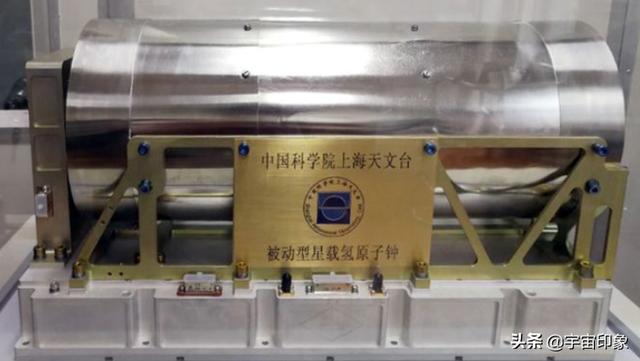 中国科学院上海天文台
被动型星载氢原子钟
头条 @宇宙印象